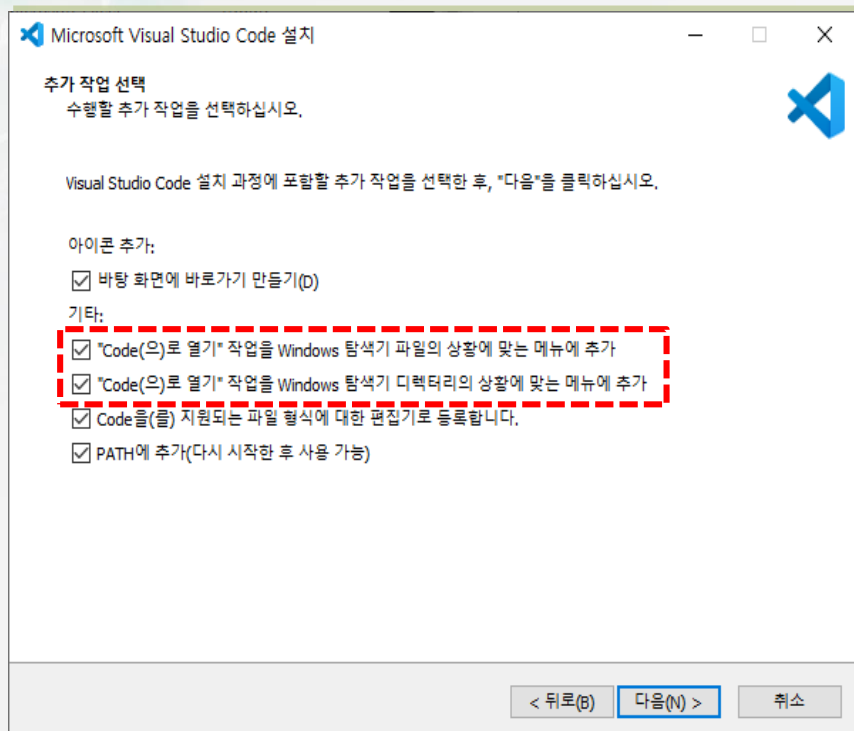 Microsoft Visual Studio Code 설치
추가 작업 선택
수행할 추가 작업을 선택하십시오.
Visual Studio Code 설치 과정에 포함할 추가 작업을 선택한 후, "다음"을 클릭하십시오.
아이콘 추가:
바탕 화면에 바로가기 만들기(D)
기타:
"Code(으)로 열기" 작업을 Windows 탐색기 파일의 상황에 맞는 메뉴에 추가
"Code(으)로 열기" 작업을 Windows 탐색기 디렉터리의 상황에 맞는 메뉴에 추가
Code을(를) 지원되는 파일 형식에 대한 편집기로 등록합니다.
PATH에 추가(다시 시작한 후 사용 가능)
< 뒤로(B) 다음(N) > 취소